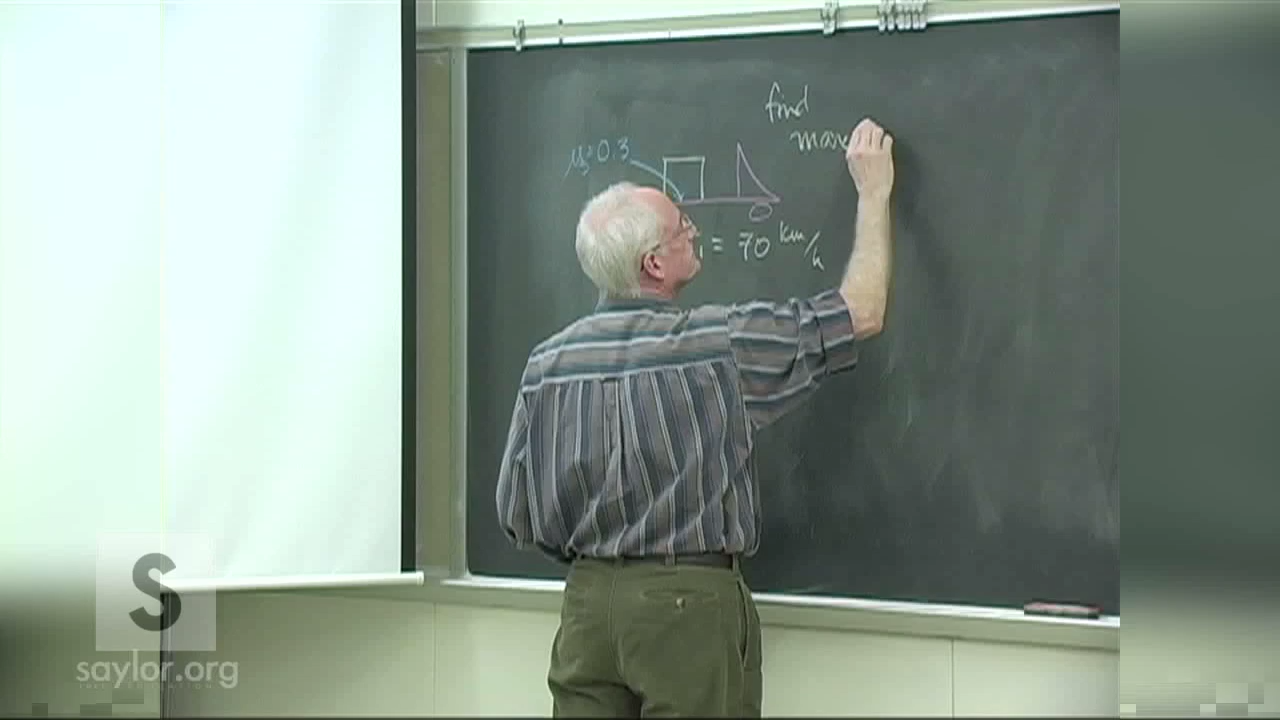 find
max
μs=0.3
= 70 km/h
S
saylor.org